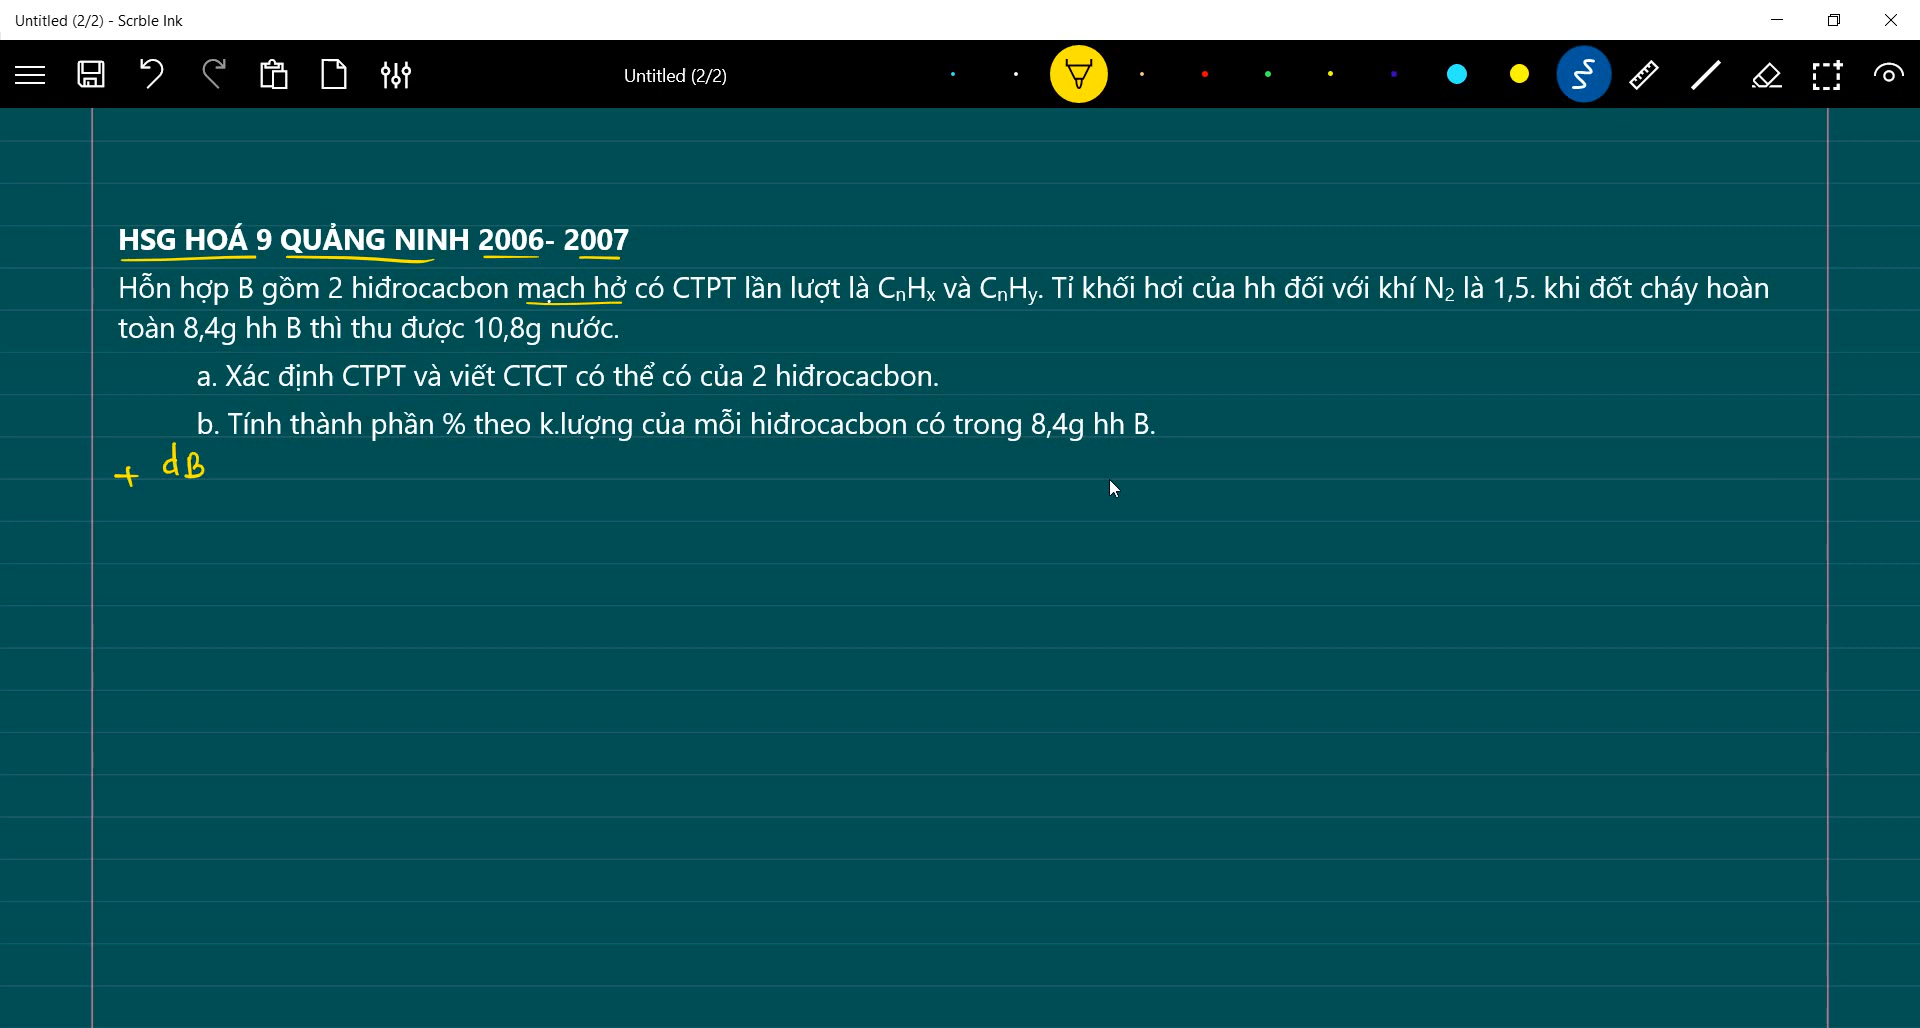 Untitled (2/2) - Scrble Ink
Untitled (2/2)
HSG HOÁ 9 QUẢNG NINH 2006- 2007
Hỗn hợp B gồm 2 hiđrocacbon mạch hở có CTPT lần lượt là CₙHₓ và CₙHᵧ. Tỉ khối hơi của hh đối với khí N₂ là 1,5. khi đốt cháy hoàn
toàn 8,4g hh B thì thu được 10,8g nước.
a. Xác định CTPT và viết CTCT có thể có của 2 hiđrocacbon.
b. Tính thành phần % theo k.lượng của mỗi hiđrocacbon có trong 8,4g hh B.
+ dB